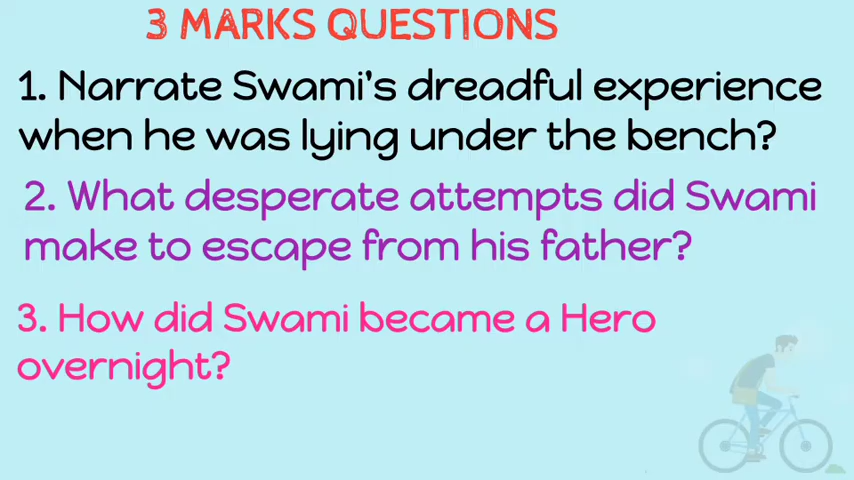 3 MARKS QUESTIONS
1. Narrate Swami's dreadful experience
when he was lying under the bench?
2. What desperate attempts did Swami
make to escape from his father?
3. How did Swami became a Hero
overnight?